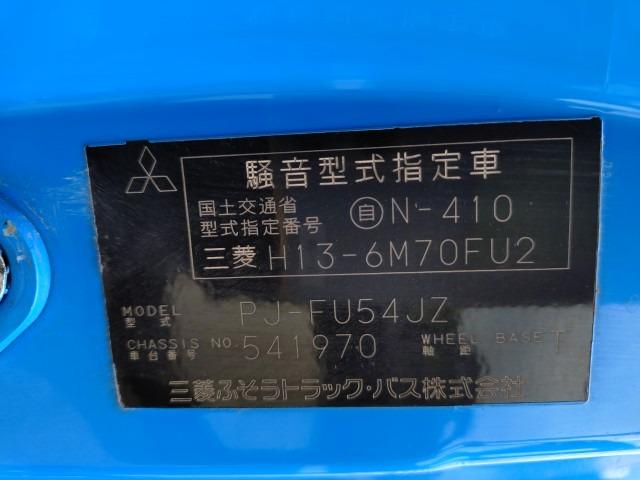 騒音型式指定車
国土交通省
型式指定番号 ㊂N-410
三菱 H13-6M70FU2
MODEL
型式 PJ-FU54JZ
CHASSIS NO.
車台番号 541970 WHEEL BASE
軸距 T
三菱ふそうトラック・バス株式会社